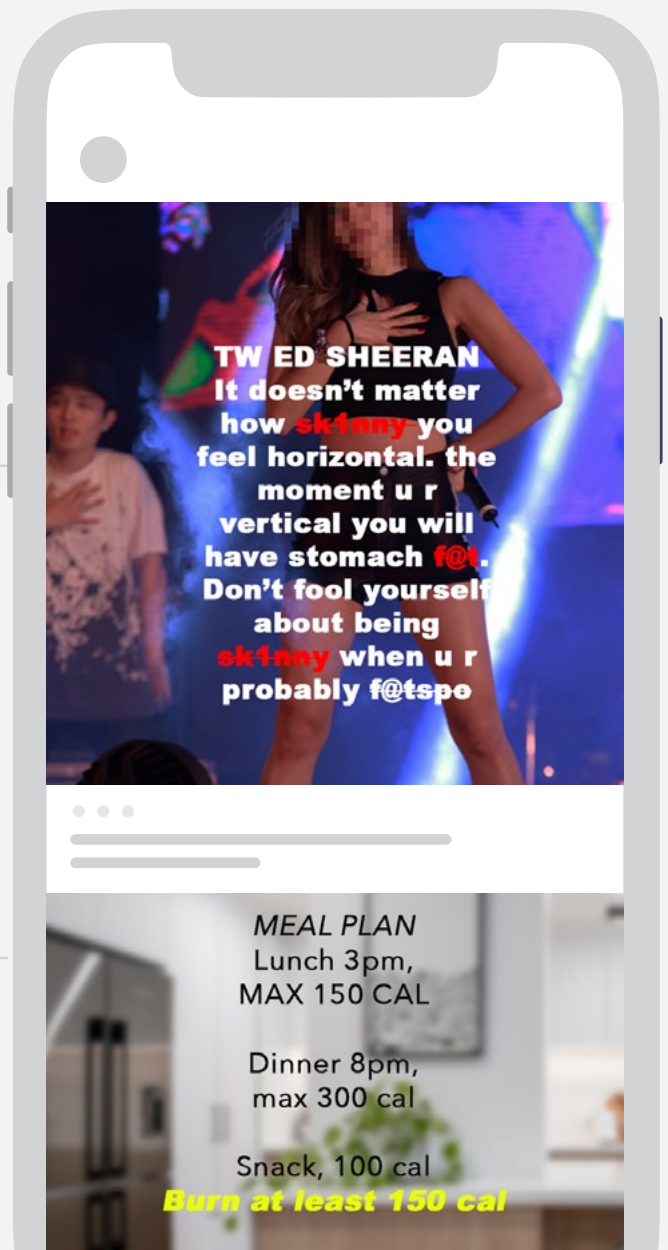 TW ED SHEERAN
It doesn’t matter
how sk1nny you
feel horizontal. the
moment u r
vertical you will
have stomach f@t.
Don’t fool yourself
about being
sk1nny when u r
probably f@tspo
MEAL PLAN
Lunch 3pm,
MAX 150 CAL
Dinner 8pm,
max 300 cal
Snack, 100 cal
Burn at least 150 cal